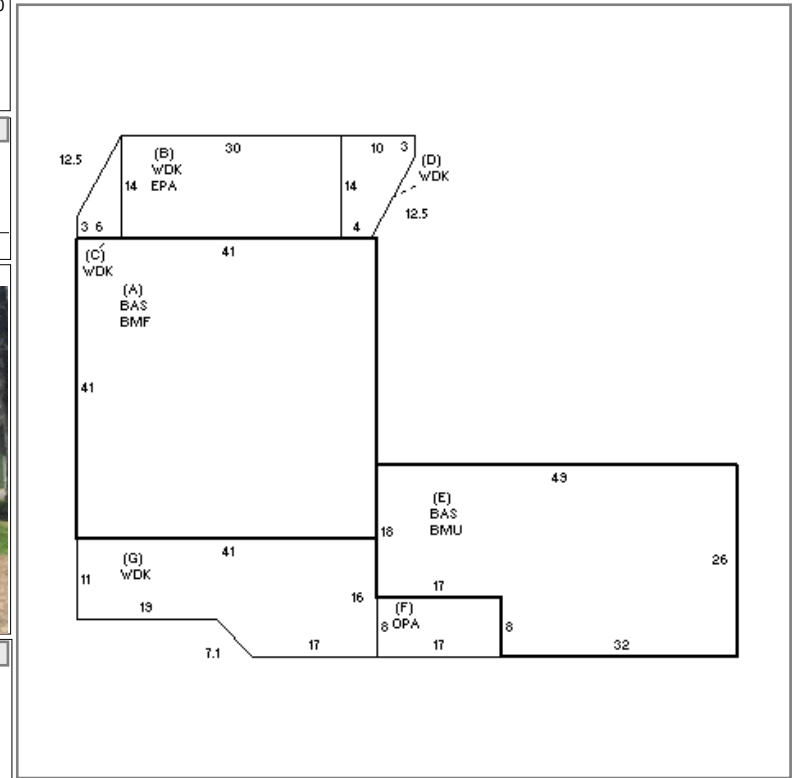 30
10 3
(B)
WDK
EPA
12.5
(D)
WDK
14
14
12.5
3 6
4
(C)
WDK
41
(A)
BAS
BMF
41
49
(E)
BAS
BMU
18
26
(G)
WDK
41
11
17
16
(F)
OPA
19
8
8
7.1
17
17
32